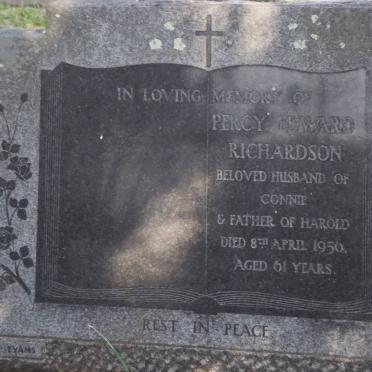 IN LOVING MEMORY OF
PERCY EDWARD
RICHARDSON
BELOVED HUSBAND OF
CONNIE
& FATHER OF HAROLD
DIED 8TH APRIL 1956,
AGED 61 YEARS.
REST IN PEACE
EVANS